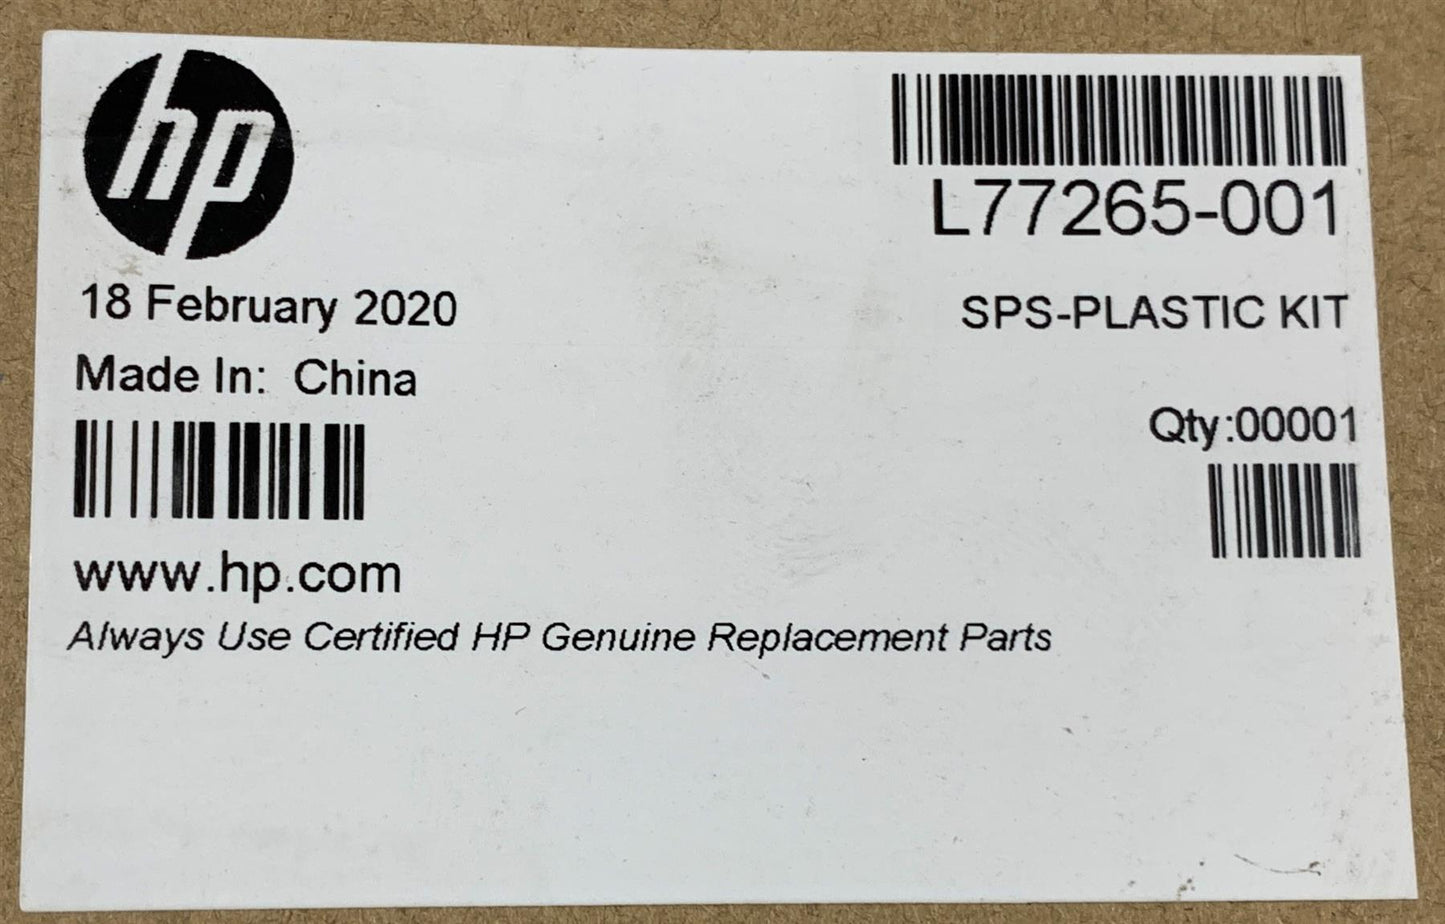 hp
L77265-001
18 February 2020
SPS-PLASTIC KIT
Made In: China
Qty:00001
www.hp.com
Always Use Certified HP Genuine Replacement Parts